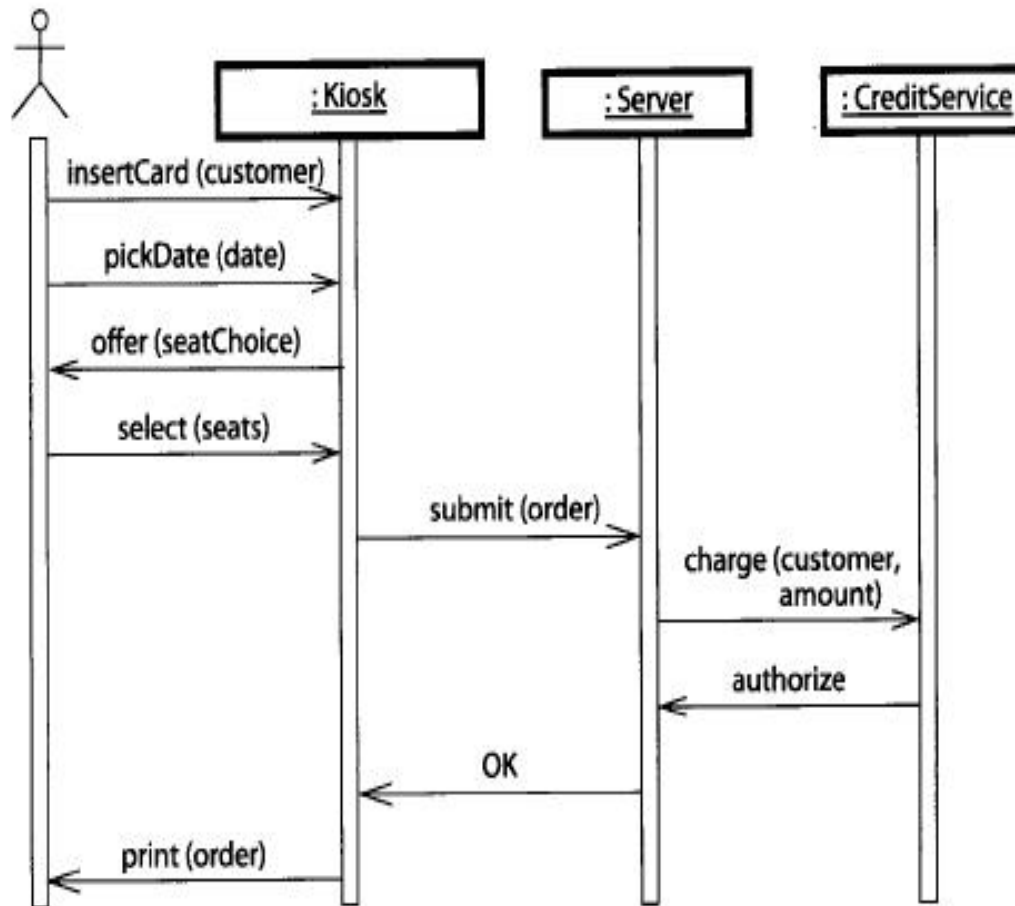 : Kiosk
: Server
: CreditService
insertCard (customer)
pickDate (date)
offer (seatChoice)
select (seats)
submit (order)
charge (customer,
amount)
authorize
OK
print (order)